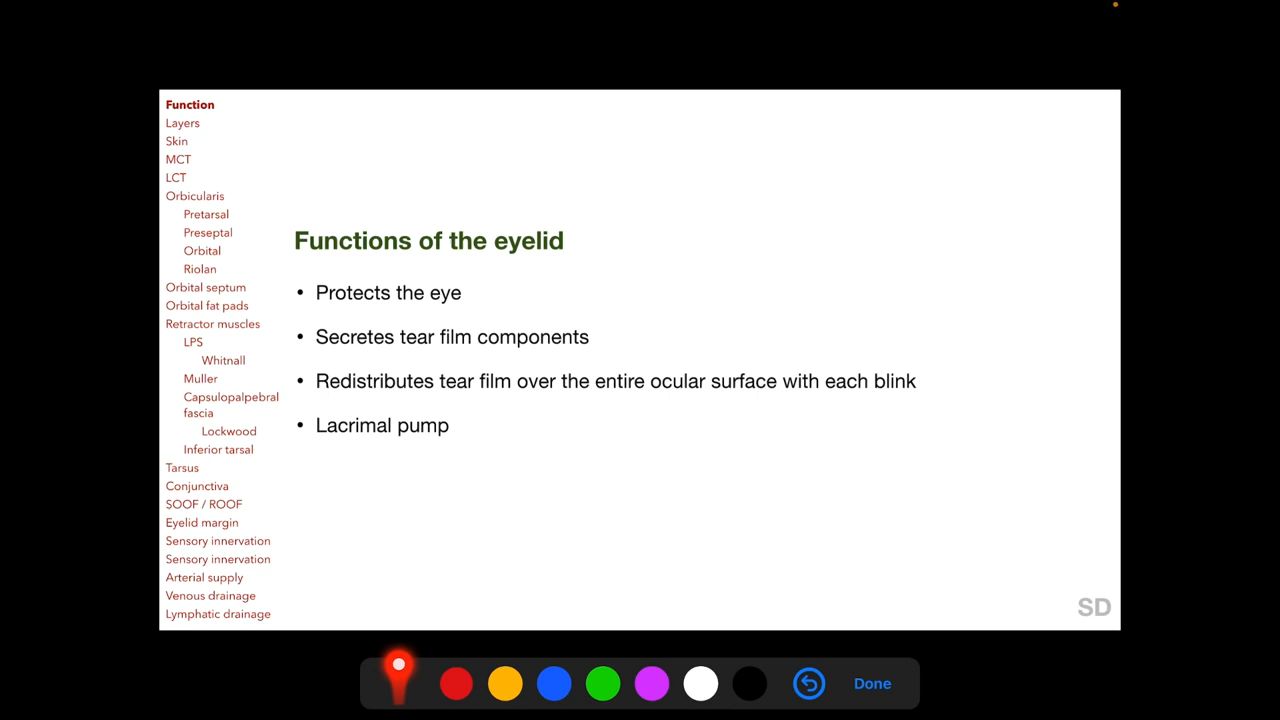 Function
Layers
Skin
MCT
LCT
Orbicularis
Pretarsal
Preseptal
Orbital
Riolan
Orbital septum
Orbital fat pads
Retractor muscles
LPS
Whitnall
Muller
Capsulopalpebral
fascia
Lockwood
Inferior tarsal
Tarsus
Conjunctiva
SOOF / ROOF
Eyelid margin
Sensory innervation
Sensory innervation
Arterial supply
Venous drainage
Lymphatic drainage
Functions of the eyelid
• Protects the eye
• Secretes tear film components
• Redistributes tear film over the entire ocular surface with each blink
• Lacrimal pump
SD
Done